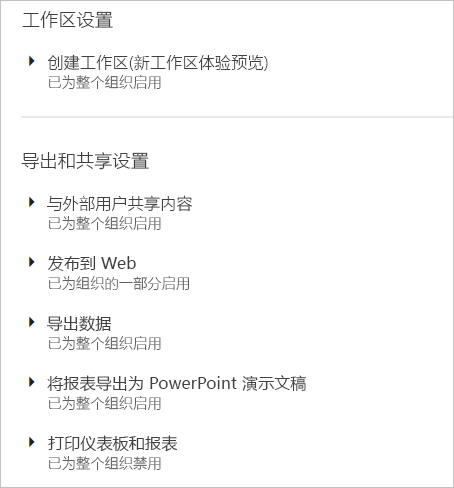 工作区设置
创建工作区(新工作区体验预览)
已为整个组织启用
导出和共享设置
与外部用户共享内容
已为整个组织启用
发布到 Web
已为组织的一部分启用
导出数据
已为整个组织启用
将报表导出为 PowerPoint 演示文稿
已为整个组织启用
打印仪表板和报表
已为整个组织禁用